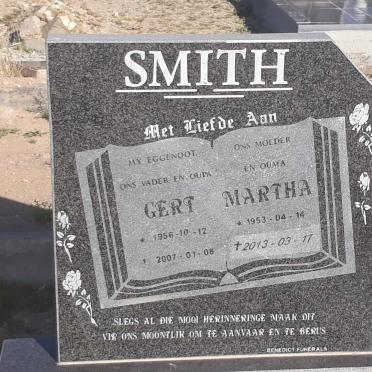 SMITH
Met Liefde Aan
MY EGGENOOT,
ONS VADER EN OUPA
GERT
* 1956-10-12
† 2007-01-08
ONS MOEDER
EN OUMA
MARTHA
* 1953-04-14
† 2013-03-17
SLEGS AL DIE MOOI HERINNERINGE MAAK DIT
VIR ONS MOONTLIK OM TE AANVAAR EN TE BERUS
BENEDICT FUNERALS